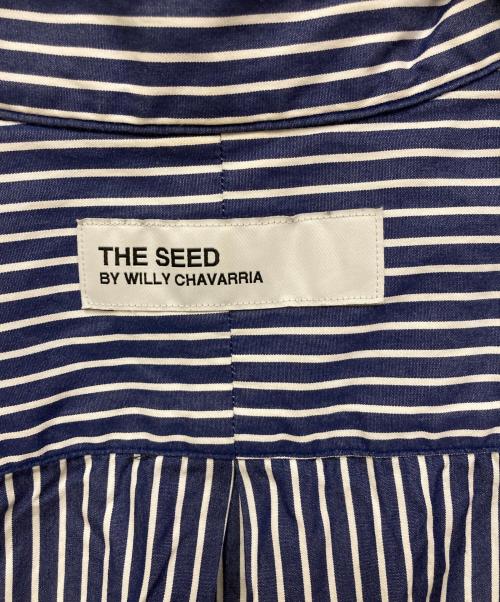 THE SEED
BY WILLY CHAVARRIA